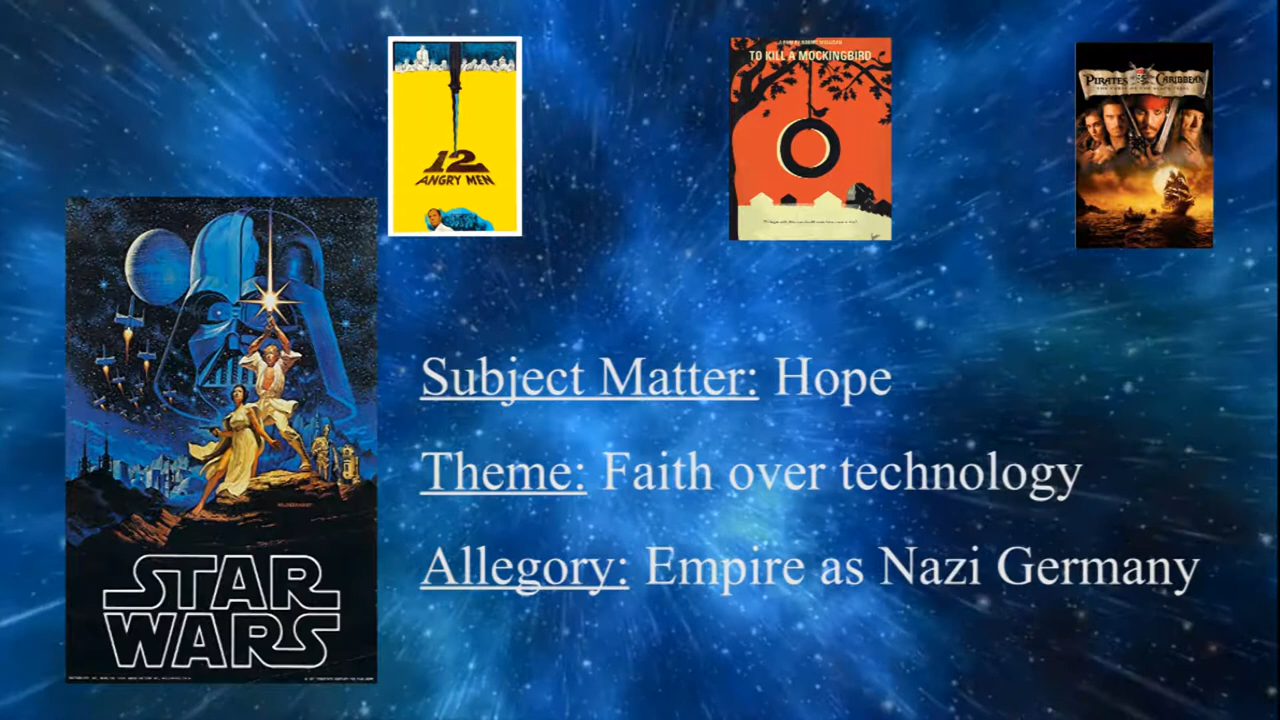 12
ANGRY MEN
TO KILL A MOCKINGBIRD
PIRATES CARIBBEAN
Subject Matter: Hope
Theme: Faith over technology
Allegory: Empire as Nazi Germany
STAR
WARS